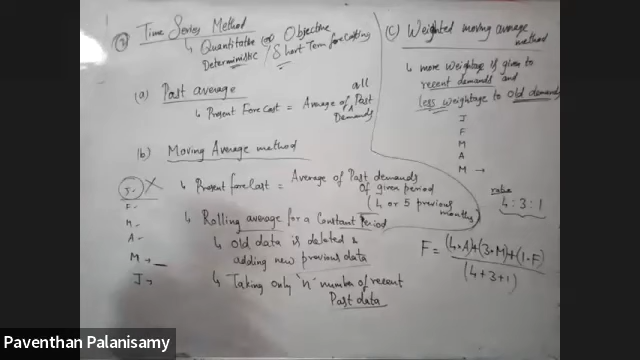 (2) Time Series Method
↳ Quantitative (or) Objective
Deterministic / Short Term forecasting
(a) Past average
↳ Present Forecast = Average of all Past
Demands
(b) Moving Average method
↳ Present forecast = Average of Past demands
of given period
(4 or 5 previous
months)
↳ Rolling average for a Constant Period
↳ Old data is deleted &
adding new previous data
↳ Taking only "n" number of recent
Past data
J - X
F -
M -
A -
M →
J →
(C) Weighted moving average
method
↳ more weightage is given to
recent demands and
less weightage to old demands
J
F
M
A
M →
ratio
4 : 3 : 1
F = (4·A)+(3·M)+(1·F)
(4+3+1)
Paventhan Palanisamy